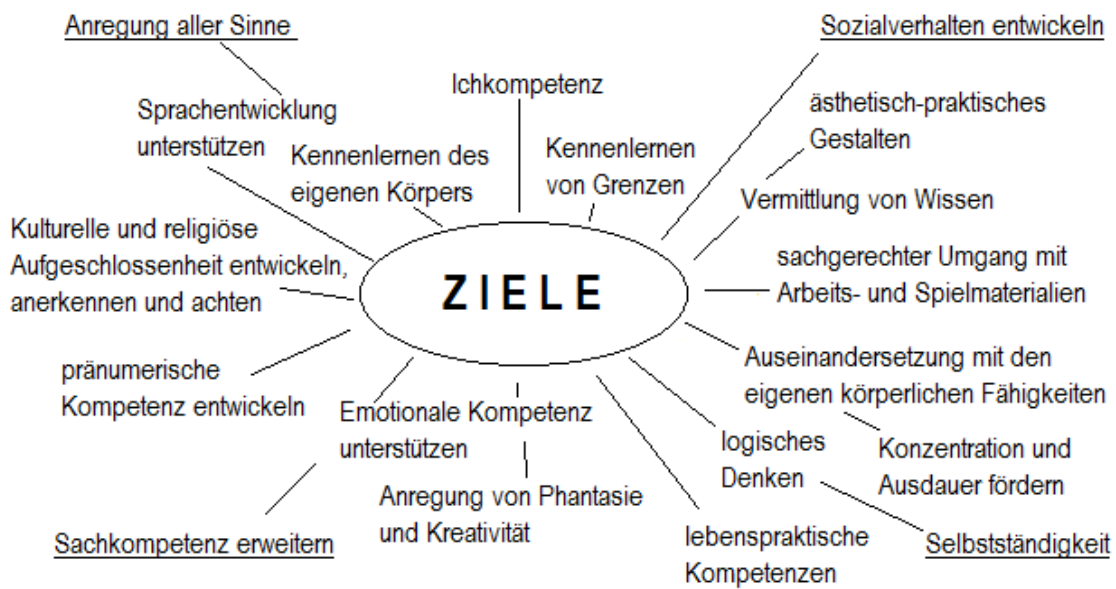 Anregung aller Sinne
Sozialverhalten entwickeln
Ichkompetenz
Sprachentwicklung
unterstützen
ästhetisch-praktisches
Gestalten
Kennenlernen des
eigenen Körpers
Kennenlernen
von Grenzen
Vermittlung von Wissen
Kulturelle und religiöse
Aufgeschlossenheit entwickeln,
anerkennen und achten
ZIELE
sachgerechter Umgang mit
Arbeits- und Spielmaterialien
pränumerische
Kompetenz entwickeln
Auseinandersetzung mit den
eigenen körperlichen Fähigkeiten
Emotionale Kompetenz
unterstützen
logisches
Denken
Konzentration und
Ausdauer fördern
Anregung von Phantasie
und Kreativität
Sachkompetenz erweitern
lebenspraktische
Kompetenzen
Selbstständigkeit